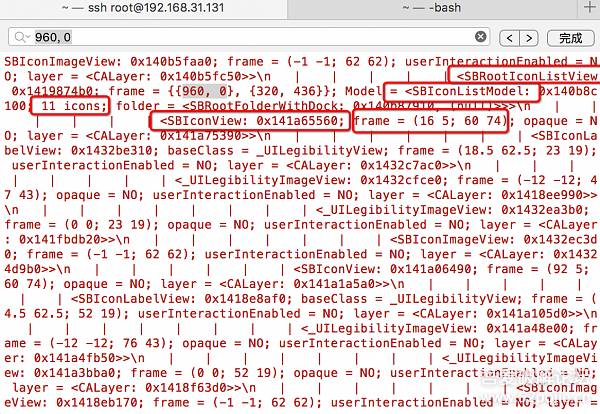 ~ — ssh root@192.168.31.131
~ — -bash
960, 0
完成
SBIconImageView: 0x140b5faa0; frame = (-1 -1; 62 62); userInteractionEnabled = N
O; layer = <CALayer: 0x140b5fc50>>\n | | | | | <SBRootIconListView
0x1419874b0; frame = {{960, 0}, {320, 436}}; Model = <SBIconListModel: 0x140b8c
100; 11 icons; folder = <SBRootFolderWithDock: 0x140b87910, (null)>>>\n |
| | | | | <SBIconView: 0x141a65560; frame = (16 5; 60 74); opaque = N
O; layer = <CALayer: 0x141a75390>>\n | | | | | | | <SBIconLa
belView: 0x1432be310; baseClass = _UILegibilityView; frame = (18.5 62.5; 23 19);
userInteractionEnabled = NO; layer = <CALayer: 0x1432c7ac0>>\n | | |
| | | | | <_UILegibilityImageView: 0x1432cfce0; frame = (-12 -12; 4
7 43); opaque = NO; userInteractionEnabled = NO; layer = <CALayer: 0x1418ee990>>
\n | | | | | | | | <_UILegibilityImageView: 0x1432ea3b0;
frame = (0 0; 23 19); opaque = NO; userInteractionEnabled = NO; layer = <CALayer
: 0x141fbdb20>>\n | | | | | | | <SBIconImageView: 0x1432ec3d
0; frame = (-1 -1; 62 62); userInteractionEnabled = NO; layer = <CALayer: 0x1432
4d9b0>>\n | | | | | | <SBIconView: 0x141a06490; frame = (92 5;
60 74); opaque = NO; layer = <CALayer: 0x141a1a5a0>>\n | | | | |
| | <SBIconLabelView: 0x1418e8af0; baseClass = _UILegibilityView; frame = (
4.5 62.5; 52 19); userInteractionEnabled = NO; layer = <CALayer: 0x141a105d0>>\n
| | | | | | | | <_UILegibilityImageView: 0x141a48e00; fr
ame = (-12 -12; 76 43); opaque = NO; userInteractionEnabled = NO; layer = <CALay
er: 0x141a4fb50>>\n | | | | | | | | <_UILegibilityImageVi
ew: 0x141a3bba0; frame = (0 0; 52 19); opaque = NO; userInteractionEnabled = NO;
layer = <CALayer: 0x1418f63d0>>\n | | | | | | | <SBIconImag
eView: 0x1418eb170; frame = (-1 -1; 62 62); userInteractionEnabled = NO; layer =